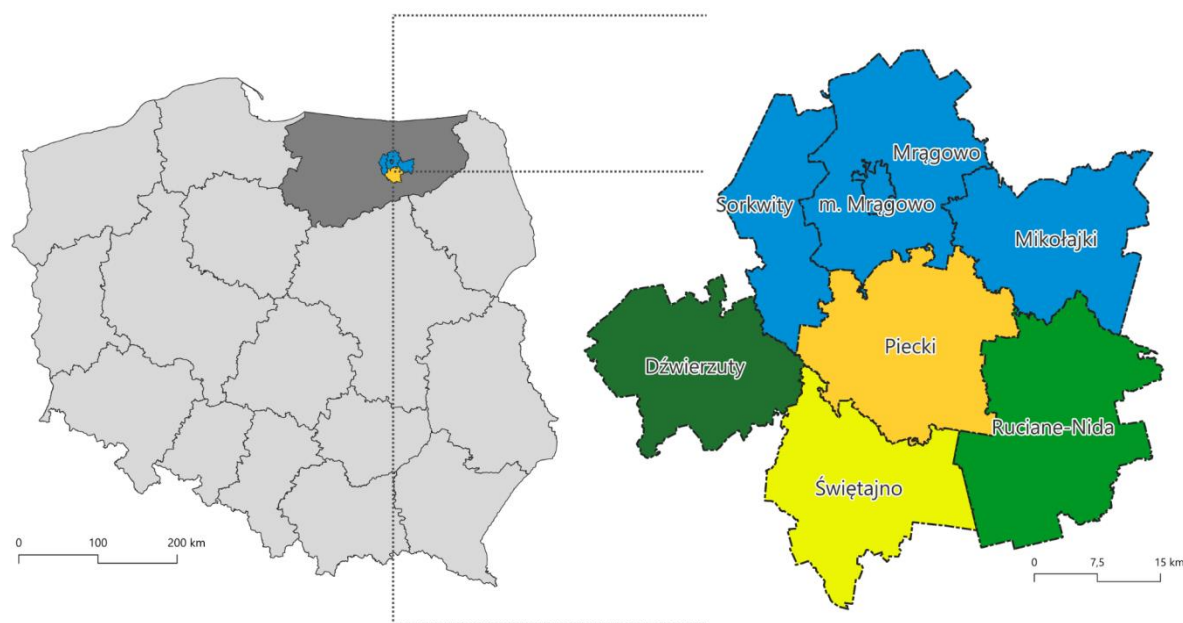 Mrągowo
Sorkwity
m. Mrągowo
Mikołajki
Piecki
Dźwierzuty
Ruciane-Nida
Świętajno
0 100 200 km
0 7,5 15 km